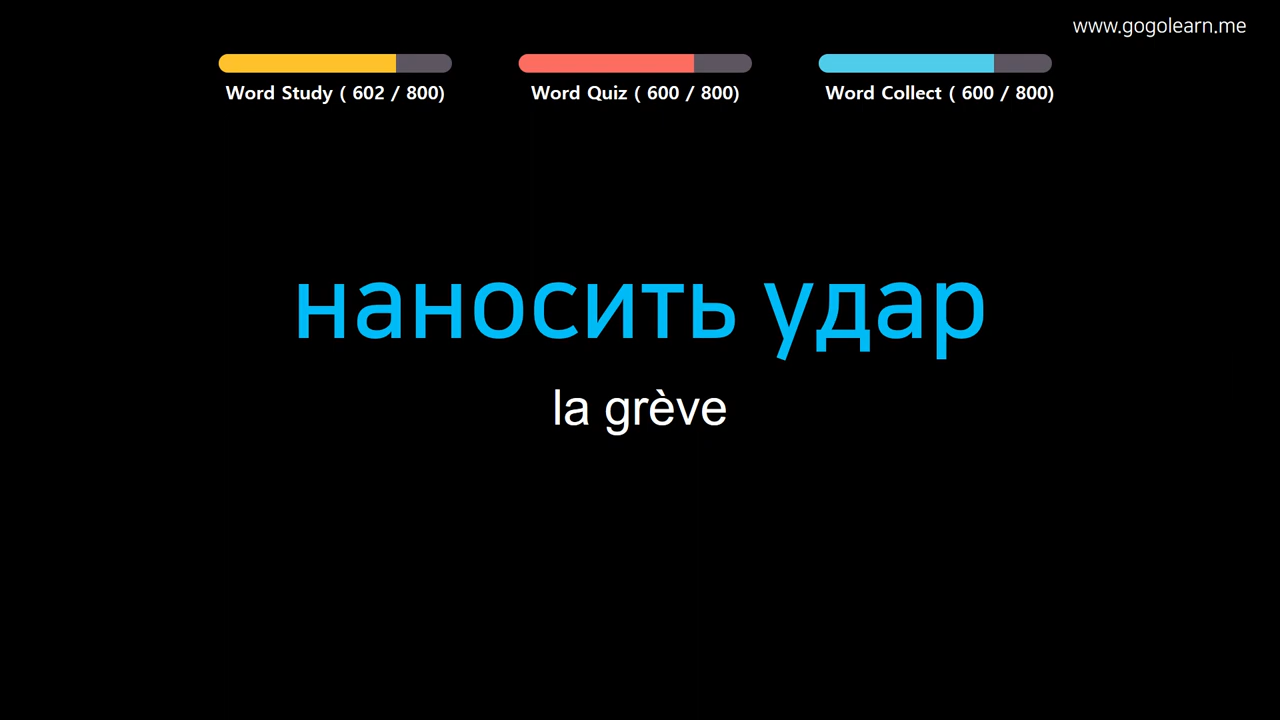 www.gogolearn.me
Word Study ( 602 / 800)
Word Quiz ( 600 / 800)
Word Collect ( 600 / 800)
наносить удар
la grève